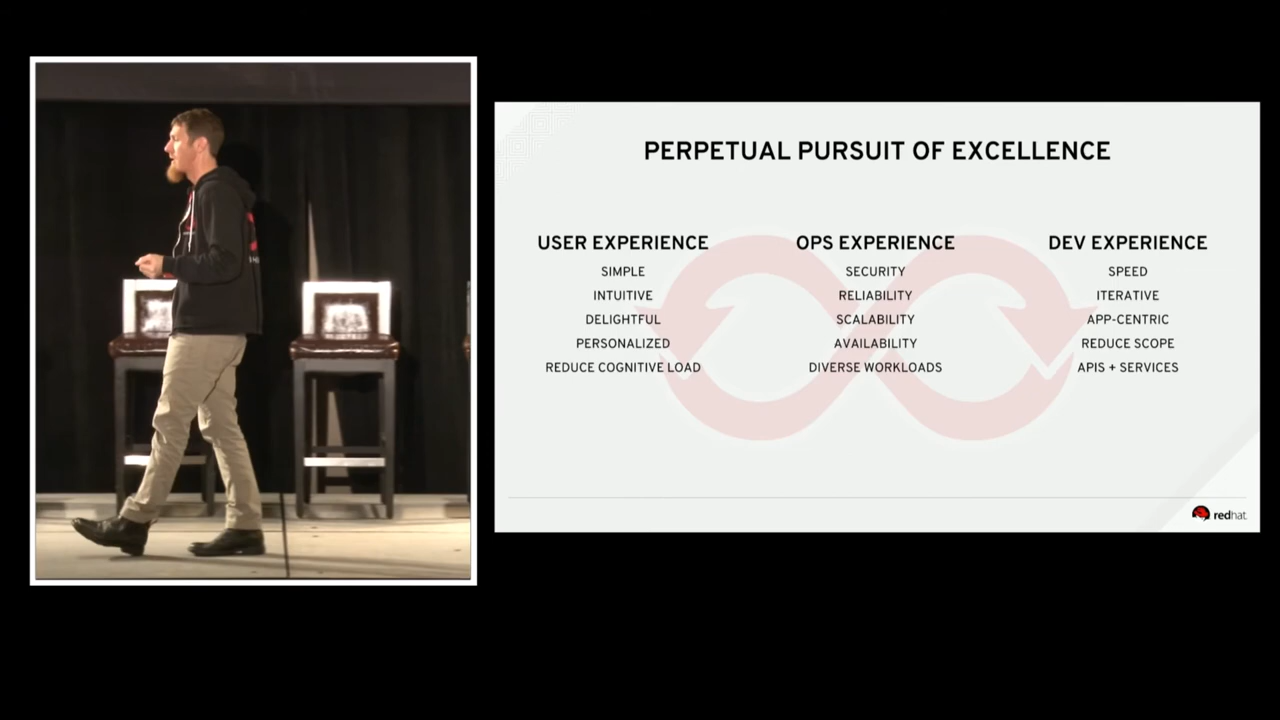 PERPETUAL PURSUIT OF EXCELLENCE
USER EXPERIENCE
SIMPLE
INTUITIVE
DELIGHTFUL
PERSONALIZED
REDUCE COGNITIVE LOAD
OPS EXPERIENCE
SECURITY
RELIABILITY
SCALABILITY
AVAILABILITY
DIVERSE WORKLOADS
DEV EXPERIENCE
SPEED
ITERATIVE
APP-CENTRIC
REDUCE SCOPE
APIS + SERVICES
redhat